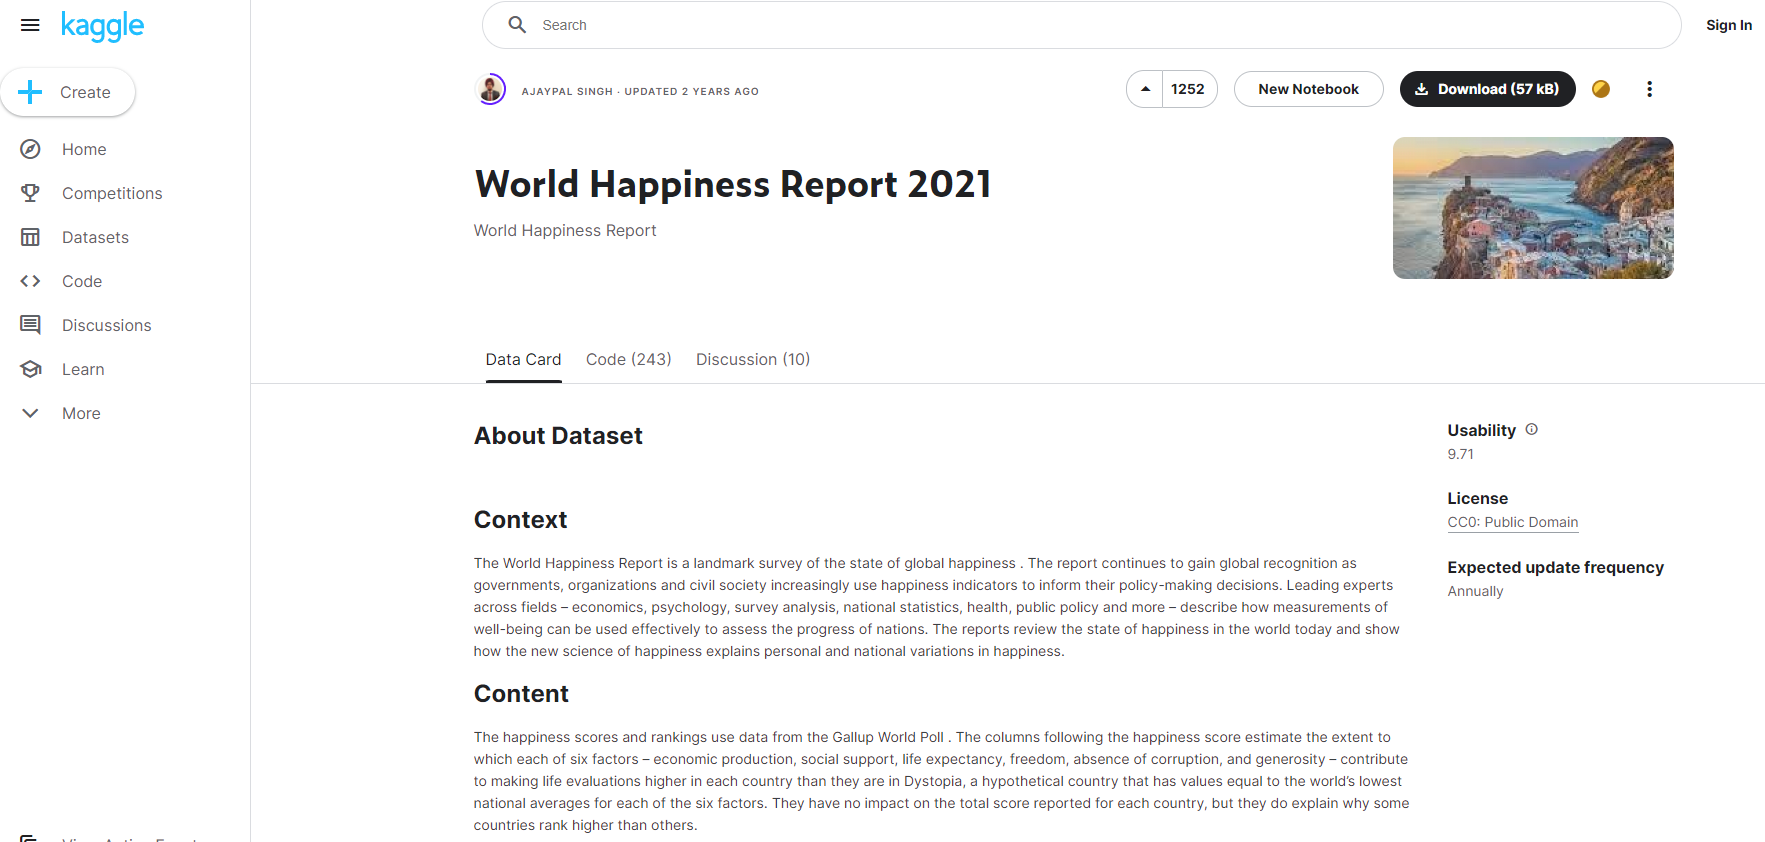 kaggle
Search
Sign In
Create
Home
Competitions
Datasets
Code
Discussions
Learn
More
AJAYPAL SINGH · UPDATED 2 YEARS AGO
1252
New Notebook
Download (57 kB)
World Happiness Report 2021
World Happiness Report
Data Card
Code (243)
Discussion (10)
About Dataset
Context
The World Happiness Report is a landmark survey of the state of global happiness . The report continues to gain global recognition as
governments, organizations and civil society increasingly use happiness indicators to inform their policy-making decisions. Leading experts
across fields – economics, psychology, survey analysis, national statistics, health, public policy and more – describe how measurements of
well-being can be used effectively to assess the progress of nations. The reports review the state of happiness in the world today and show
how the new science of happiness explains personal and national variations in happiness.
Content
The happiness scores and rankings use data from the Gallup World Poll . The columns following the happiness score estimate the extent to
which each of six factors – economic production, social support, life expectancy, freedom, absence of corruption, and generosity – contribute
to making life evaluations higher in each country than they are in Dystopia, a hypothetical country that has values equal to the world’s lowest
national averages for each of the six factors. They have no impact on the total score reported for each country, but they do explain why some
countries rank higher than others.
Usability
9.71
License
CC0: Public Domain
Expected update frequency
Annually